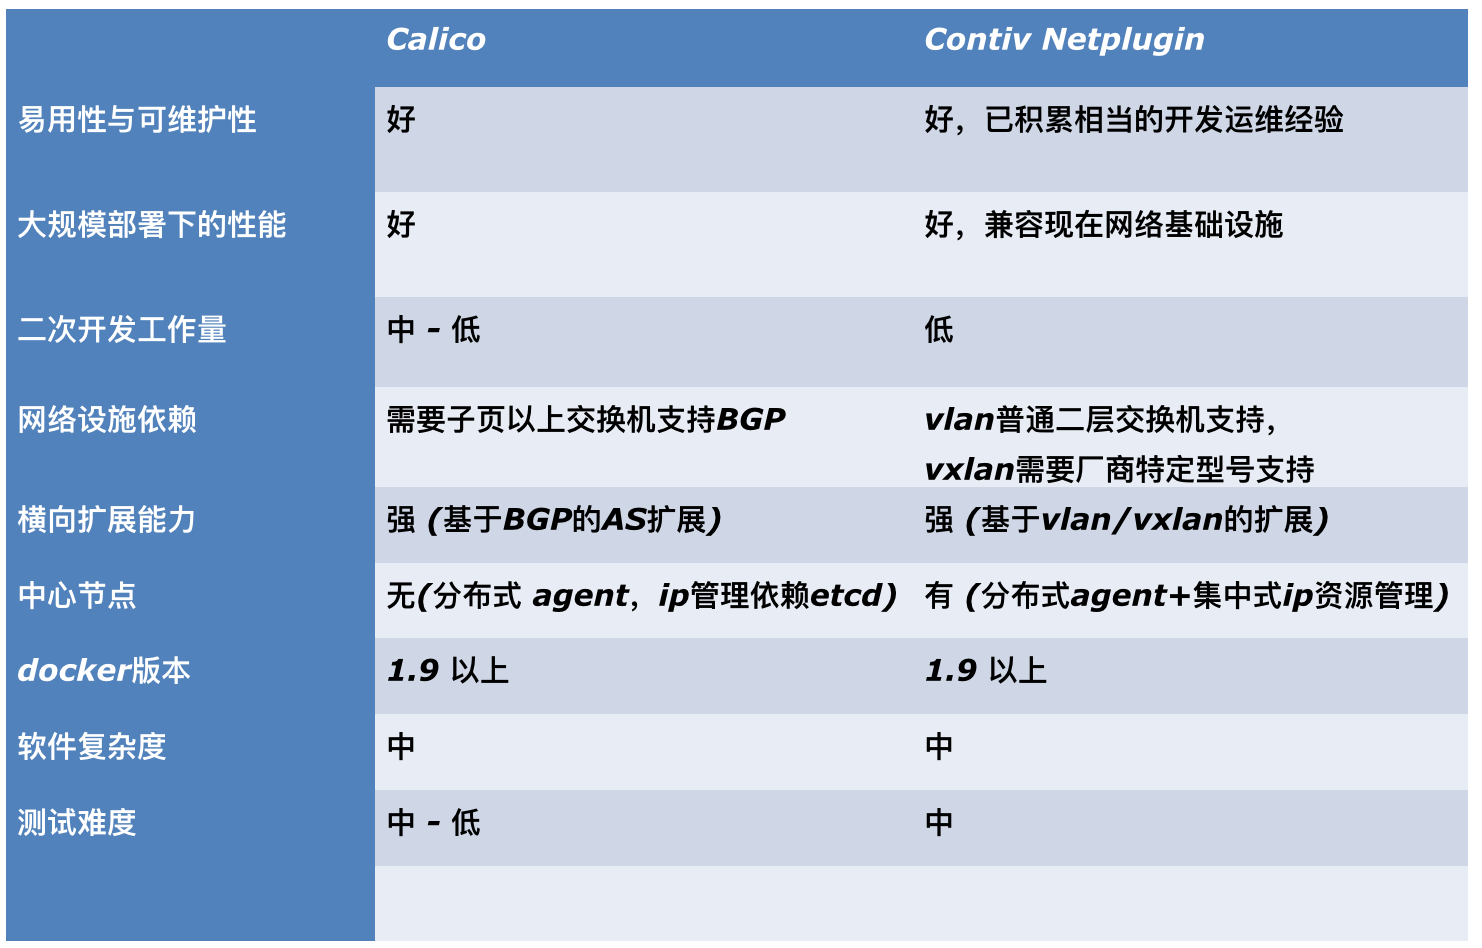 Calico Contiv Netplugin
易用性与可维护性 好 好，已积累相当的开发运维经验
大规模部署下的性能 好 好，兼容现在网络基础设施
二次开发工作量 中 – 低 低
网络设施依赖 需要子页以上交换机支持BGP vlan普通二层交换机支持，
vxlan需要厂商特定型号支持
横向扩展能力 强 (基于BGP的AS扩展) 强 (基于vlan/vxlan的扩展)
中心节点 无(分布式 agent，ip管理依赖etcd) 有 (分布式agent+集中式ip资源管理)
docker版本 1.9 以上 1.9 以上
软件复杂度 中 中
测试难度 中 – 低 中